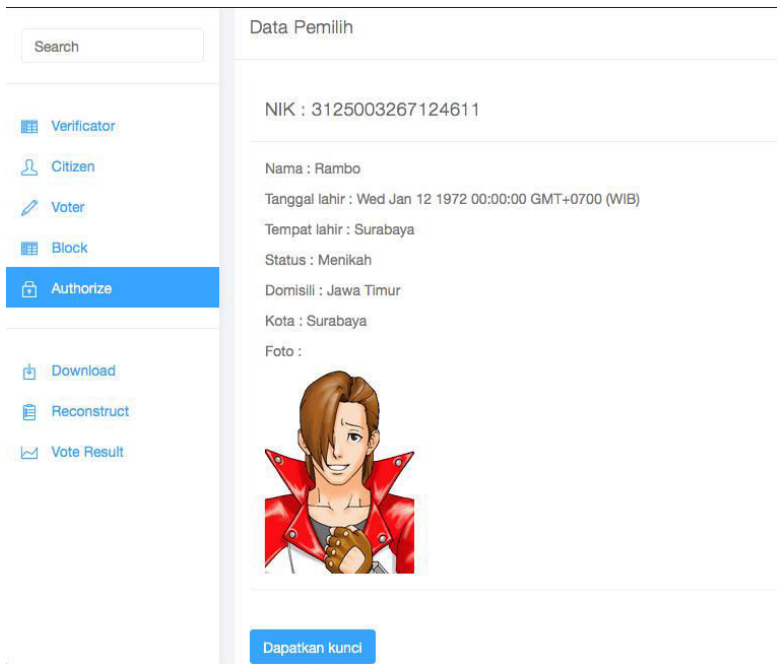 Search
Verificator
Citizen
Voter
Block
Authorize
Download
Reconstruct
Vote Result
Data Pemilih
NIK : 3125003267124611
Nama : Rambo
Tanggal lahir : Wed Jan 12 1972 00:00:00 GMT+0700 (WIB)
Tempat lahir : Surabaya
Status : Menikah
Domisili : Jawa Timur
Kota : Surabaya
Foto :
Dapatkan kunci